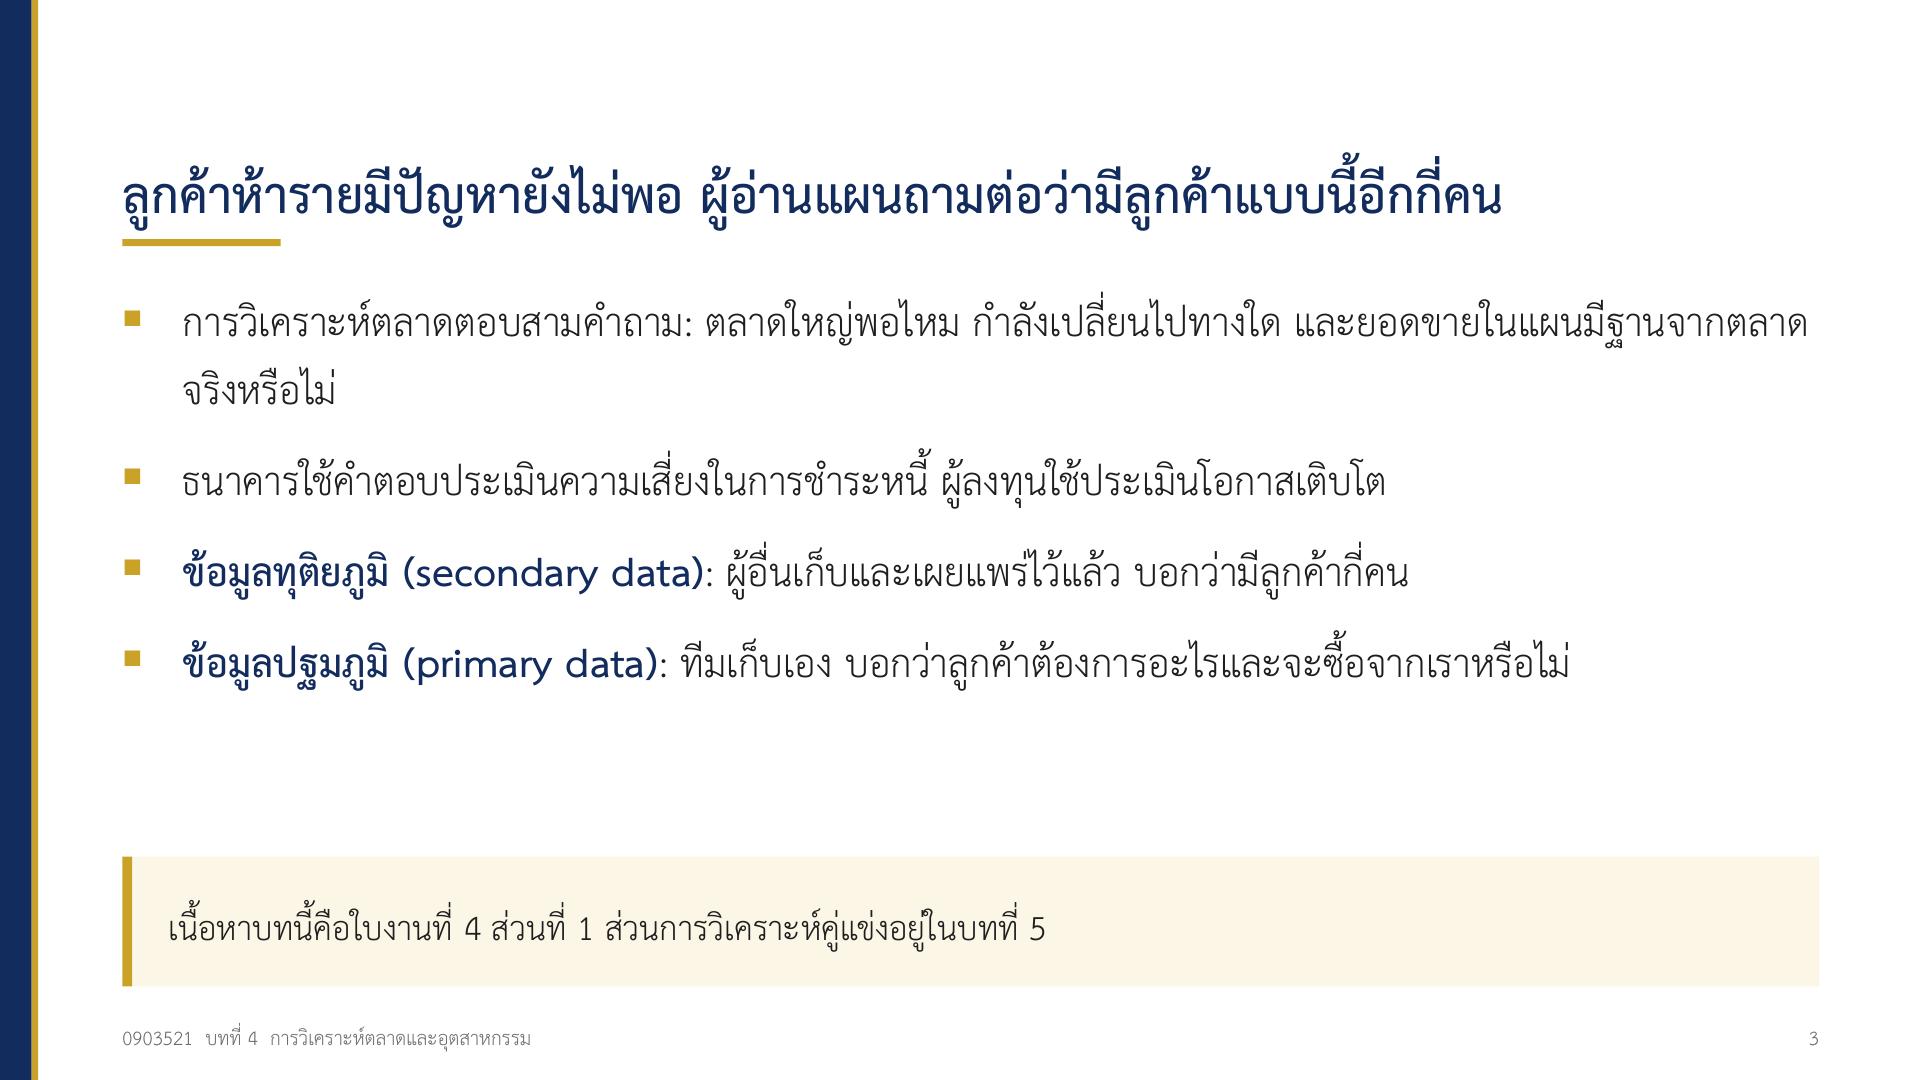 ลูกค้าห้ารายมีปัญหายังไม่พอ ผู้อ่านแผนถามต่อว่ามีลูกค้าแบบนี้อีกกี่คน
การวิเคราะห์ตลาดตอบสามคำถาม: ตลาดใหญ่พอไหม กำลังเปลี่ยนไปทางใด และยอดขายในแผนมีฐานจากตลาด
จริงหรือไม่
ธนาคารใช้คำตอบประเมินความเสี่ยงในการชำระหนี้ ผู้ลงทุนใช้ประเมินโอกาสเติบโต
ข้อมูลทุติยภูมิ (secondary data): ผู้อื่นเก็บและเผยแพร่ไว้แล้ว บอกว่ามีลูกค้ากี่คน
ข้อมูลปฐมภูมิ (primary data): ทีมเก็บเอง บอกว่าลูกค้าต้องการอะไรและจะซื้อจากเราหรือไม่
เนื้อหาบทนี้คือใบงานที่ 4 ส่วนที่ 1 ส่วนการวิเคราะห์คู่แข่งอยู่ในบทที่ 5
0903521 บทที่ 4 การวิเคราะห์ตลาดและอุตสาหกรรม
3